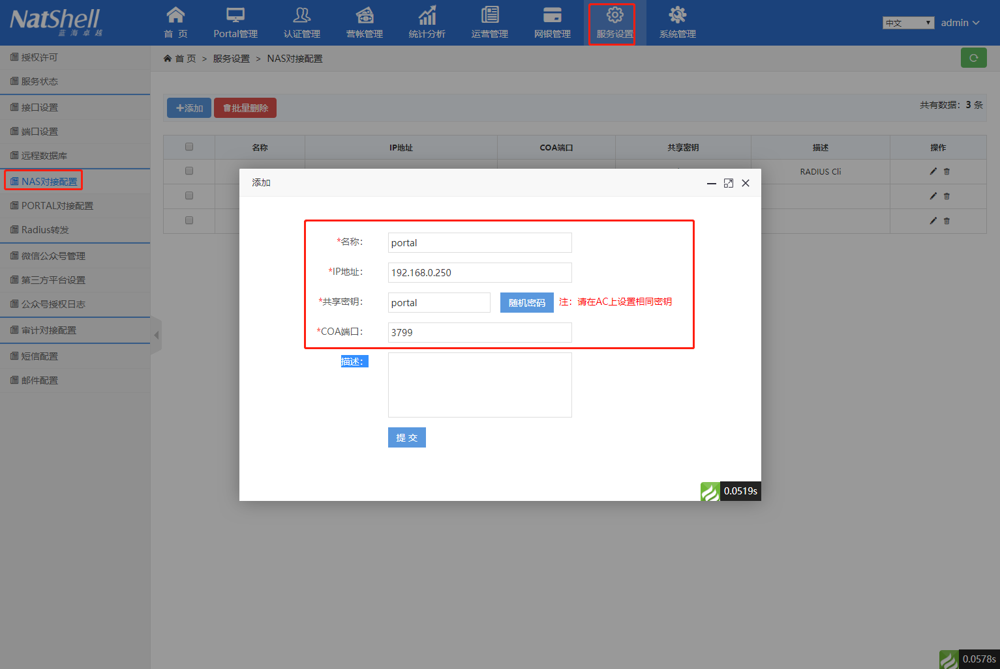 NatShell
蓝海卓越
首 页
Portal管理
认证管理
营帐管理
统计分析
运营管理
网银管理
服务设置
系统管理
中文
admin
授权许可
服务状态
接口设置
端口设置
远程数据库
NAS对接配置
PORTAL对接配置
Radius转发
微信公众号管理
第三方平台设置
公众号授权日志
审计对接配置
短信配置
邮件配置
首 页 > 服务设置 > NAS对接配置
添加
批量删除
共有数据：3 条
名称 IP地址 COA端口 共享密钥 描述 操作
RADIUS Cli
添加
*名称： portal
*IP地址： 192.168.0.250
*共享密钥： portal 随机密码 注：请在AC上设置相同密钥
*COA端口： 3799
描述：
提 交
0.0519s
0.0578s